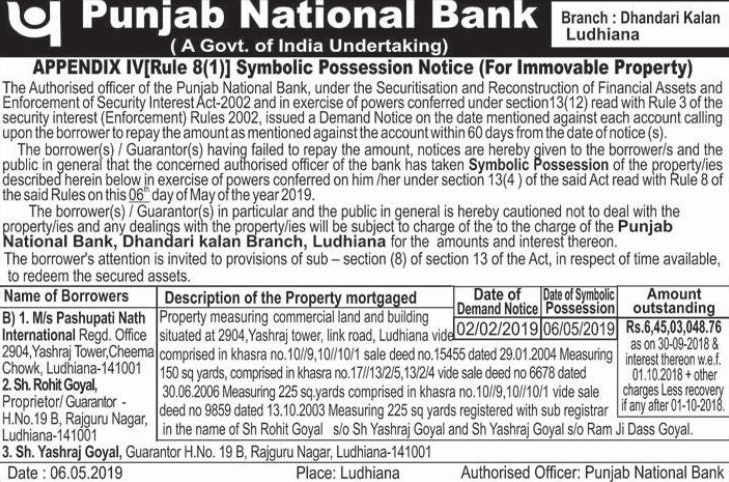 Punjab National Bank
(A Govt. of India Undertaking)
Branch : Dhandari Kalan
Ludhiana
APPENDIX IV[Rule 8(1)] Symbolic Possession Notice (For Immovable Property)
The Authorised officer of the Punjab National Bank, under the Securitisation and Reconstruction of Financial Assets and
Enforcement of Security Interest Act-2002 and in exercise of powers conferred under section13(12) read with Rule 3 of the
security interest (Enforcement) Rules 2002, issued a Demand Notice on the date mentioned against each account calling
upon the borrower to repay the amount as mentioned against the account within 60 days from the date of notice (s).
The borrower(s) / Guarantor(s) having failed to repay the amount, notices are hereby given to the borrower/s and the
public in general that the concerned authorised officer of the bank has taken Symbolic Possession of the property/ies
described herein below in exercise of powers conferred on him /her under section 13(4 ) of the said Act read with Rule 8 of
the said Rules on this 06th day of May of the year 2019.
The borrower(s) / Guarantor(s) in particular and the public in general is hereby cautioned not to deal with the
property/ies and any dealings with the property/ies will be subject to charge of the to the charge of the Punjab
National Bank, Dhandari kalan Branch, Ludhiana for the amounts and interest thereon.
The borrower's attention is invited to provisions of sub – section (8) of section 13 of the Act, in respect of time available,
to redeem the secured assets.
Name of Borrowers
B) 1. M/s Pashupati Nath
International Regd. Office
2904,Yashraj Tower,Cheema
Chowk, Ludhiana-141001
2.Sh. Rohit Goyal,
Proprietor/ Guarantor -
H.No.19 B, Rajguru Nagar,
Ludhiana-141001
Description of the Property mortgaged
Property measuring commercial land and building
situated at 2904,Yashraj tower, link road, Ludhiana vide
comprised in khasra no.10//9,10//10/1 sale deed no.15455 dated 29.01.2004 Measuring
150 sq.yards, comprised in khasra no.17//13/2/5,13/2/4 vide sale deed no 6678 dated
30.06.2006 Measuring 225 sq.yards comprised in khasra no.10//9,10//10/1 vide sale
deed no 9859 dated 13.10.2003 Measuring 225 sq yards registered with sub registrar
in the name of Sh Rohit Goyal s/o Sh Yashraj Goyal and Sh Yashraj Goyal s/o Ram Ji Dass Goyal.
Date of
Demand Notice
02/02/2019
Date of Symbolic
Possession
06/05/2019
Amount
outstanding
Rs.6,45,03,048.76
as on 30-09-2018 &
interest thereon w.e.f.
01.10.2018 + other
charges Less recovery
if any after 01-10-2018.
3. Sh. Yashraj Goyal, Guarantor H.No. 19 B, Rajguru Nagar, Ludhiana-141001
Date : 06.05.2019 Place: Ludhiana Authorised Officer: Punjab National Bank